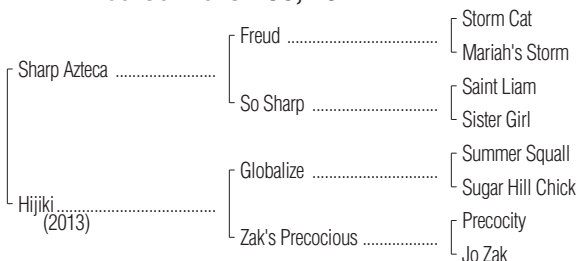 Storm Cat
Freud ..........................................
Mariah's Storm
Sharp Azteca ............................
Saint Liam
So Sharp ...................................
Sister Girl
Summer Squall
Globalize ...................................
Sugar Hill Chick
Hijiki.............................................
(2013)
Precocity
Zak's Precocious .....................
Jo Zak